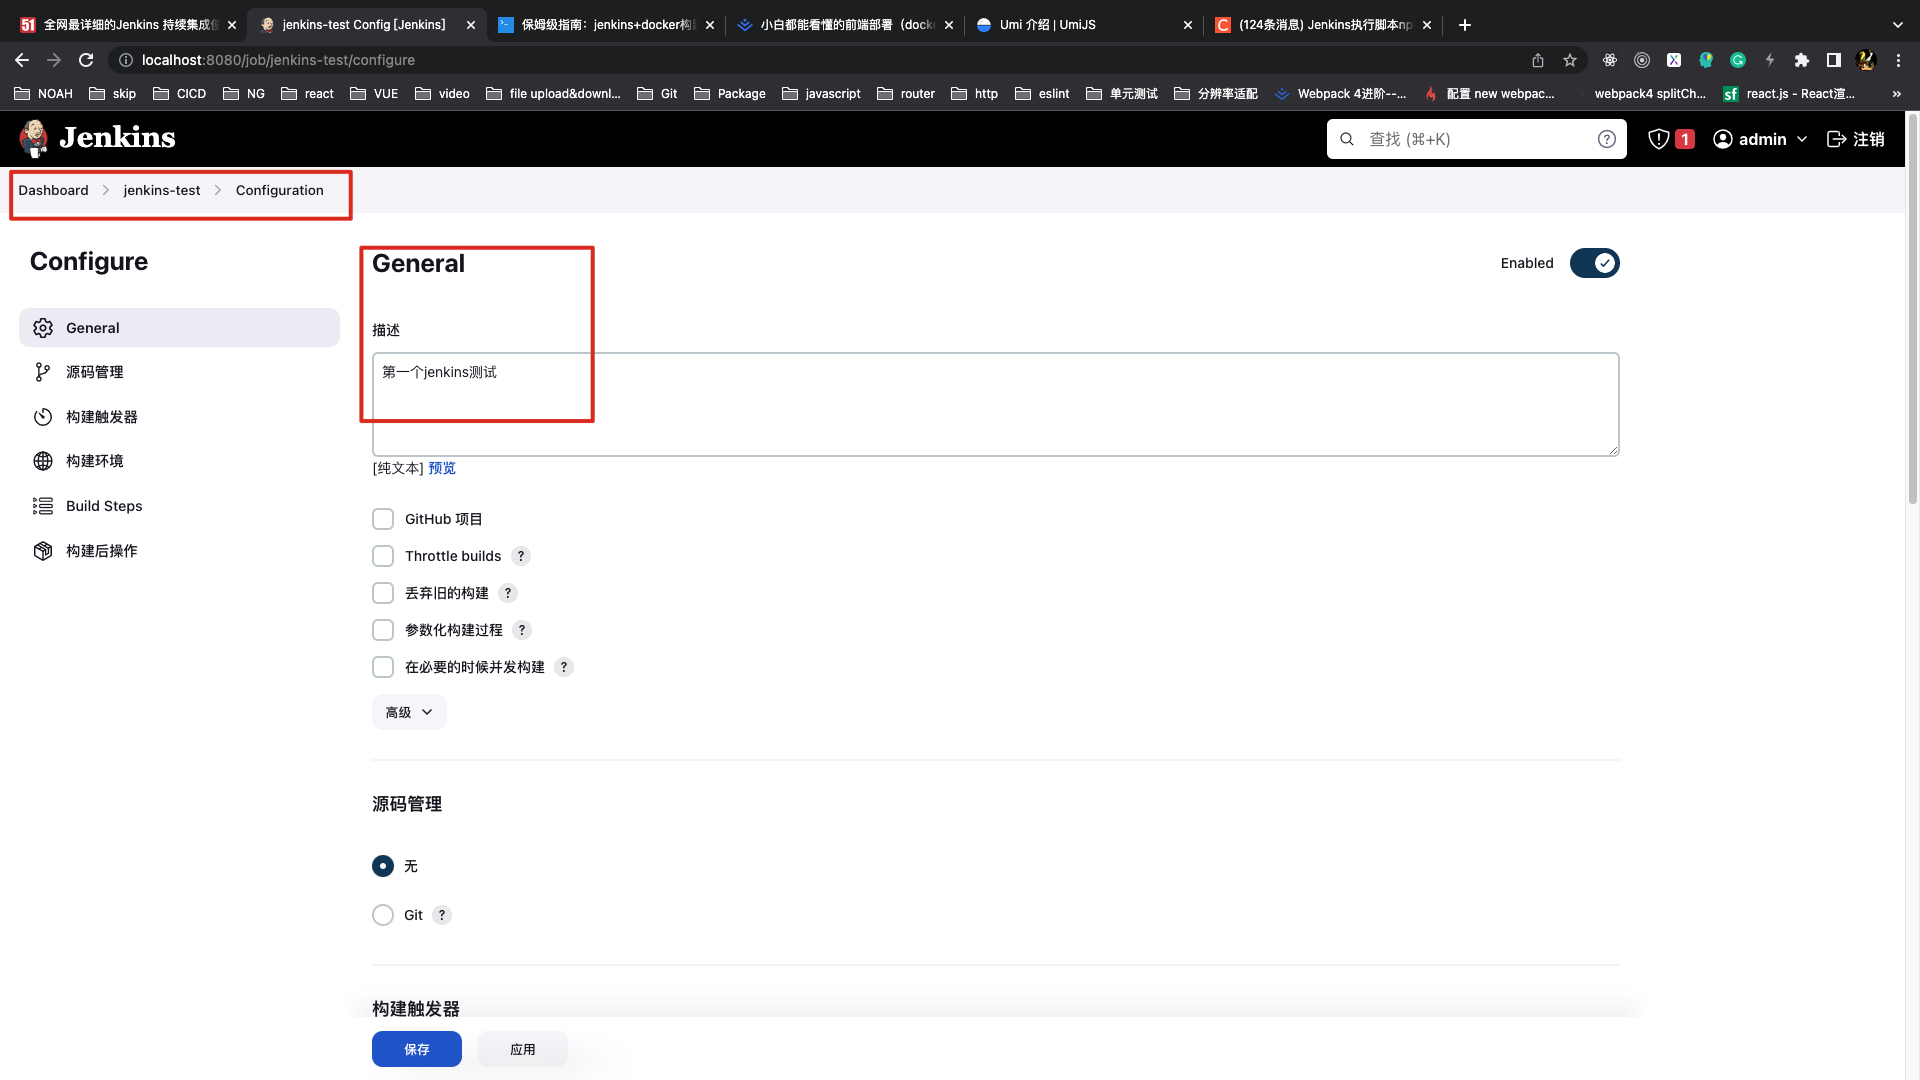 全网最详细的Jenkins 持续集成
jenkins-test Config [Jenkins]
保姆级指南：jenkins+docker构
小白都能看懂的前端部署（dock
Umi 介绍 | UmiJS
(124条消息) Jenkins执行脚本np
localhost:8080/job/jenkins-test/configure
NOAH
skip
CICD
NG
react
VUE
video
file upload&downl...
Git
Package
javascript
router
http
eslint
单元测试
分辨率适配
Webpack 4进阶--...
配置 new webpac...
webpack4 splitCh...
react.js - React渲...
Jenkins
查找 (⌘+K)
1
admin
注销
Dashboard
jenkins-test
Configuration
Configure
General
源码管理
构建触发器
构建环境
Build Steps
构建后操作
General
Enabled
描述
第一个jenkins测试
[纯文本] 预览
GitHub 项目
Throttle builds ?
丢弃旧的构建 ?
参数化构建过程 ?
在必要的时候并发构建 ?
高级
源码管理
无
Git ?
构建触发器
保存
应用